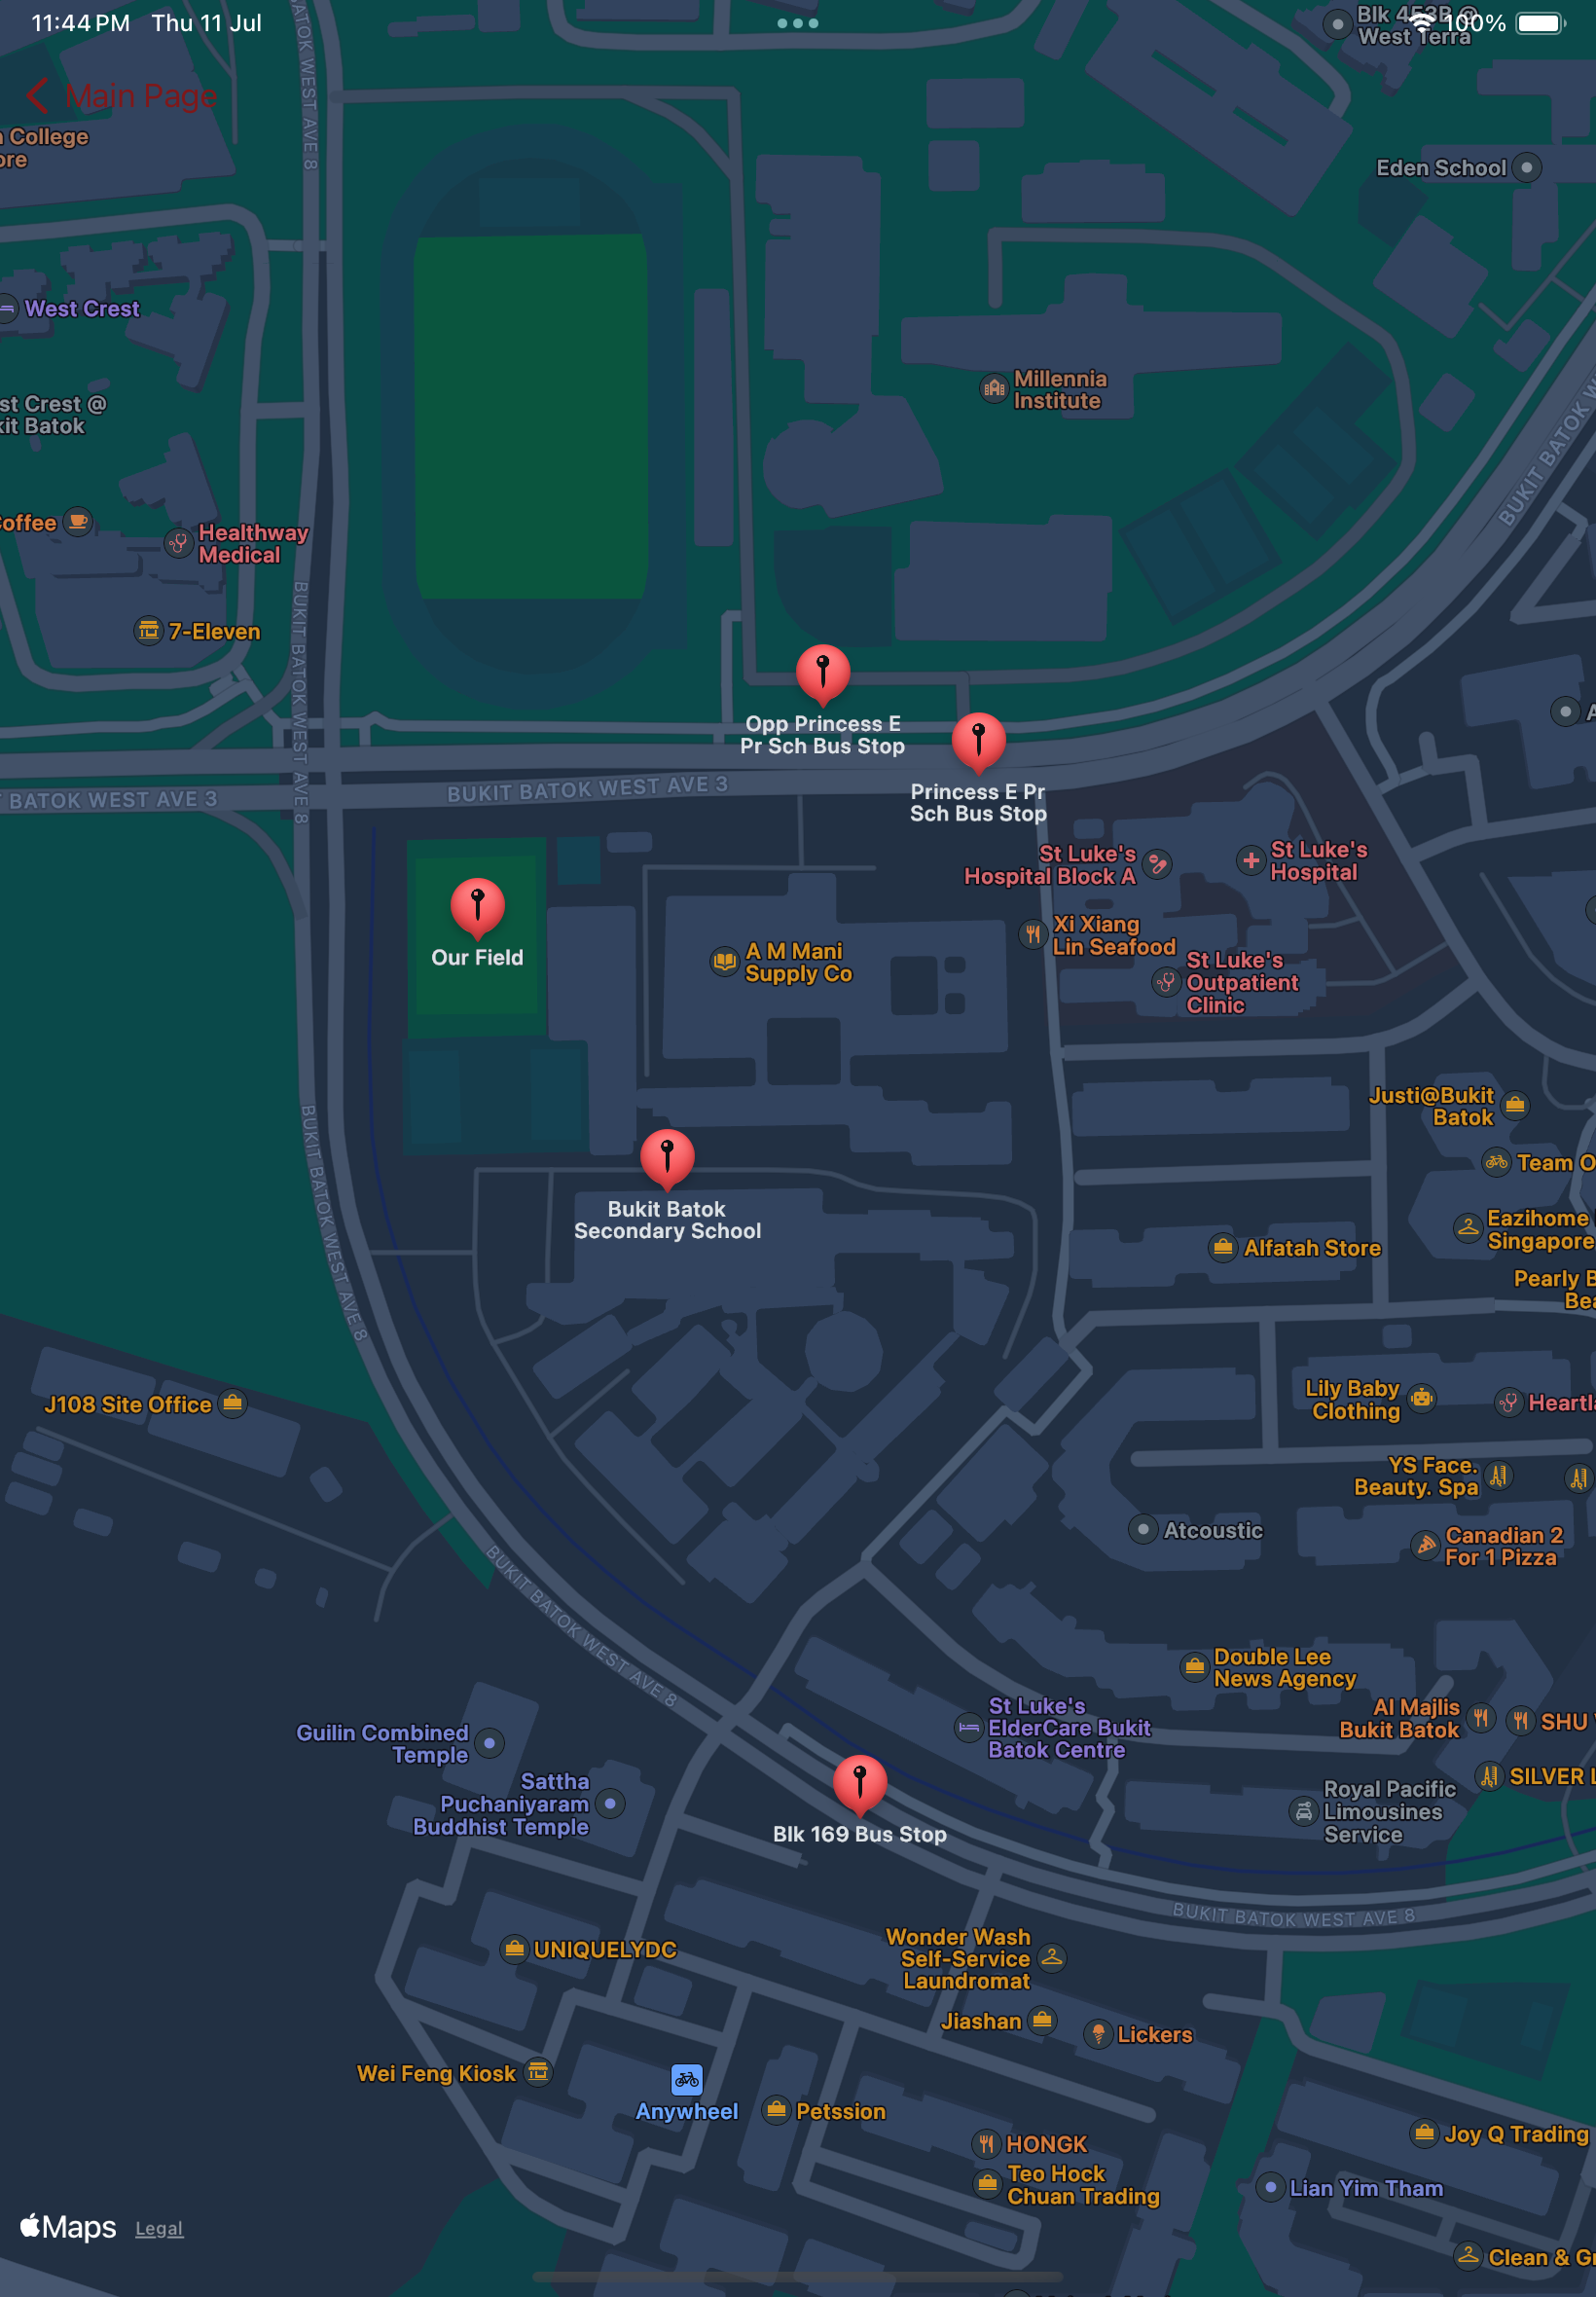 11:44 PM Thu 11 Jul
100%
Blk 453B @
West Terra
Main Page
College
Eden School
West Crest
Millennia
Institute
Crest @
Batok
Healthway
Medical
7-Eleven
Opp Princess E
Pr Sch Bus Stop
Princess E Pr
Sch Bus Stop
BATOK WEST AVE 8
BUKIT BATOK WEST AVE 8
BATOK WEST AVE 3
BUKIT BATOK WEST AVE 3
BUKIT BATOK W
St Luke's
Hospital Block A
St Luke's
Hospital
Our Field
A M Mani
Supply Co
Xi Xiang
Lin Seafood
St Luke's
Outpatient
Clinic
Justi@Bukit
Batok
Team O
BUKIT BATOK WEST AVE 8
Bukit Batok
Secondary School
Alfatah Store
Eazihome
Singapore
Pearly B
Bea
J108 Site Office
Lily Baby
Clothing
Heartl
YS Face.
Beauty. Spa
Atcoustic
Canadian 2
For 1 Pizza
BUKIT BATOK WEST AVE 8
Double Lee
News Agency
St Luke's
ElderCare Bukit
Batok Centre
Al Majlis
Bukit Batok
SHU
Guilin Combined
Temple
Sattha
Puchaniyaram
Buddhist Temple
SILVER L
Royal Pacific
Limousines
Service
Blk 169 Bus Stop
BUKIT BATOK WEST AVE 8
UNIQUELYDC
Wonder Wash
Self-Service
Laundromat
Jiashan
Lickers
Wei Feng Kiosk
Anywheel
Petssion
HONGK
Teo Hock
Chuan Trading
Joy Q Trading
Lian Yim Tham
Clean & G
Maps Legal